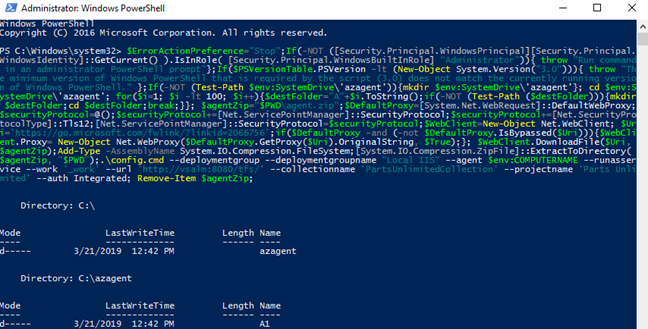 Administrator: Windows PowerShell
Windows PowerShell
Copyright (C) 2016 Microsoft Corporation. All rights reserved.
PS C:\Windows\system32> $ErrorActionPreference="Stop";If(-NOT ([Security.Principal.WindowsPrincipal][Security.Principal.
WindowsIdentity]::GetCurrent() ).IsInRole( [Security.Principal.WindowsBuiltInRole] "Administrator")){ throw "Run command
in an administrator PowerShell prompt"};If($PSVersionTable.PSVersion -lt (New-Object System.Version("3.0"))){ throw "Th
e minimum version of Windows PowerShell that is required by the script (3.0) does not match the currently running version
of Windows PowerShell." };If(-NOT (Test-Path $env:SystemDrive\'azagent')){mkdir $env:SystemDrive\'azagent'}; cd $env:S
ystemDrive\'azagent'; for($i=1; $i -lt 100; $i++){$destFolder="A"+$i.ToString();if(-NOT (Test-Path ($destFolder))){mkdir
$destFolder;cd $destFolder;break;}}; $agentZip="$PWD\agent.zip";$DefaultProxy=[System.Net.WebRequest]::DefaultWebProxy;
$securityProtocol=@();$securityProtocol+=[Net.ServicePointManager]::SecurityProtocol;$securityProtocol+=[Net.SecurityPro
tocolType]::Tls12;[Net.ServicePointManager]::SecurityProtocol=$securityProtocol;$WebClient=New-Object Net.WebClient; $Ur
i='https://go.microsoft.com/fwlink/?linkid=2066756';if($DefaultProxy -and (-not $DefaultProxy.IsBypassed($Uri))){$WebCli
ent.Proxy= New-Object Net.WebProxy($DefaultProxy.GetProxy($Uri).OriginalString, $True);}; $WebClient.DownloadFile($Uri,
$agentZip);Add-Type -AssemblyName System.IO.Compression.FileSystem;[System.IO.Compression.ZipFile]::ExtractToDirectory(
$agentZip, "$PWD");.\config.cmd --deploymentgroup --deploymentgroupname "Local IIS" --agent $env:COMPUTERNAME --runasser
vice --work '_work' --url 'http://vsalm:8080/tfs/' --collectionname 'PartsUnlimitedCollection' --projectname 'Parts Unli
mited' --auth Integrated; Remove-Item $agentZip;
Directory: C:\
Mode LastWriteTime Length Name
---- ------------- ------ ----
d----- 3/21/2019 12:42 PM azagent
Directory: C:\azagent
Mode LastWriteTime Length Name
---- ------------- ------ ----
d----- 3/21/2019 12:42 PM A1